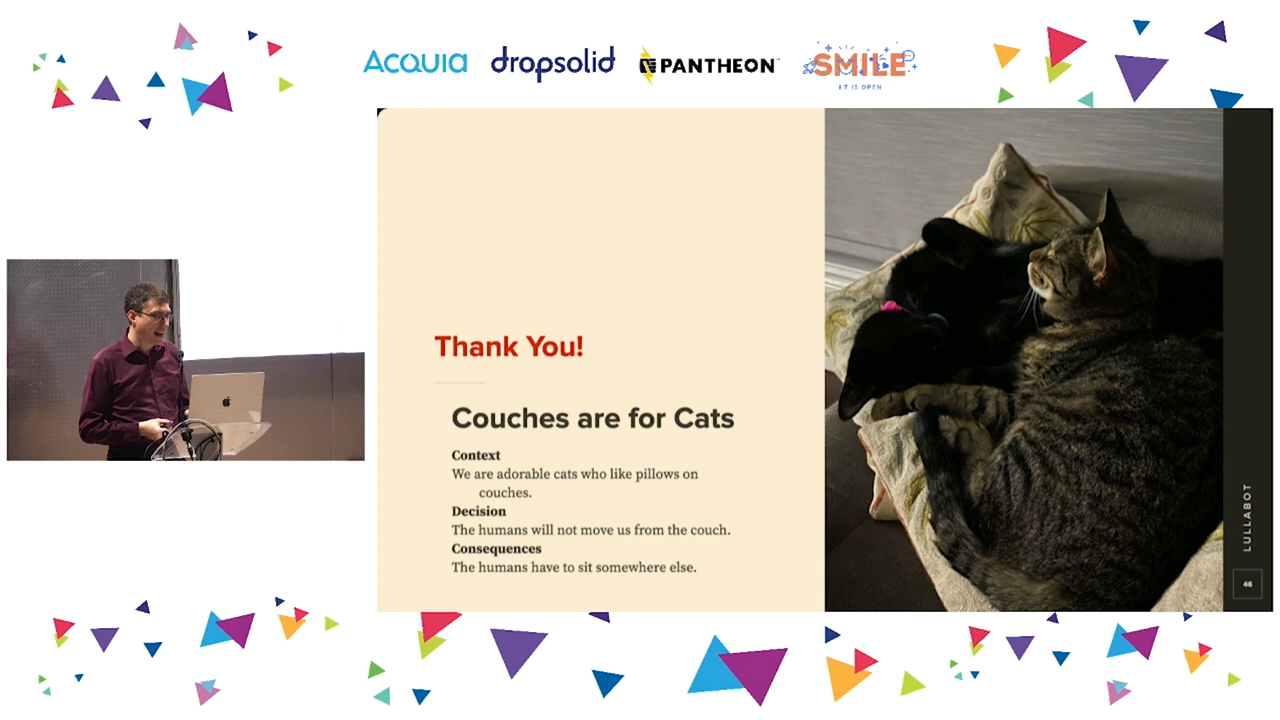 ACQUIA
dropsolid
PANTHEON
SMILE
I.T IS OPEN
Thank You!
Couches are for Cats
Context
We are adorable cats who like pillows on
couches.
Decision
The humans will not move us from the couch.
Consequences
The humans have to sit somewhere else.
LULLABOT
46